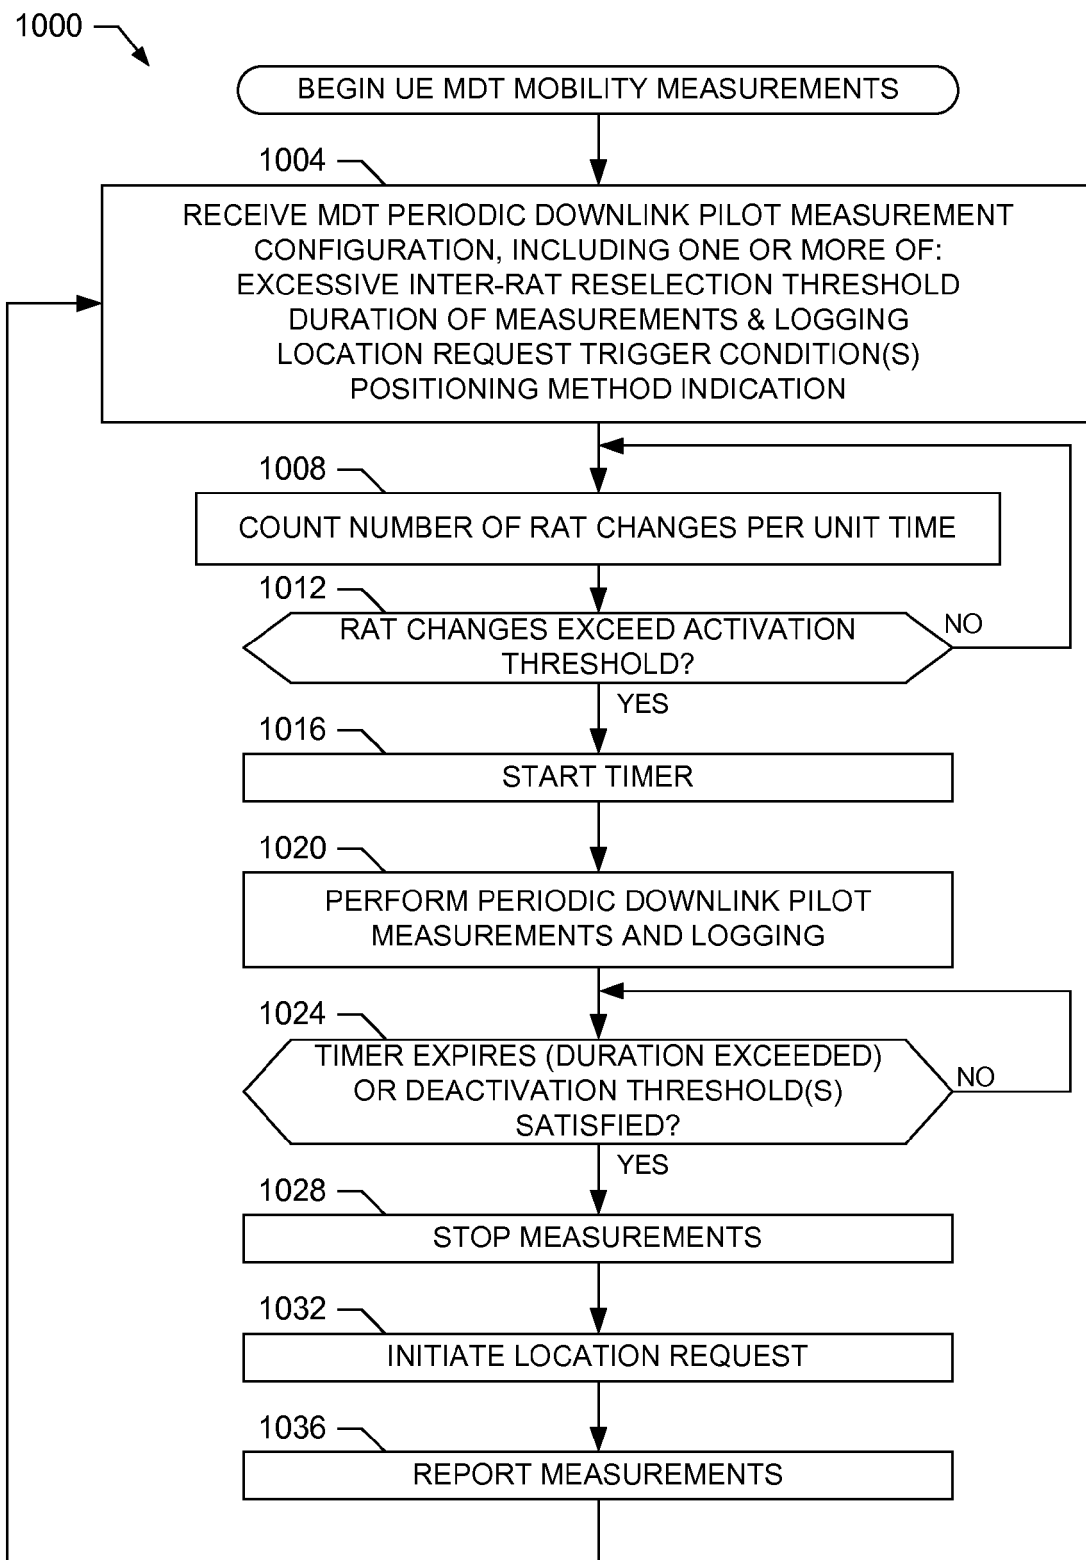 1000
BEGIN UE MDT MOBILITY MEASUREMENTS
1004
RECEIVE MDT PERIODIC DOWNLINK PILOT MEASUREMENT
CONFIGURATION, INCLUDING ONE OR MORE OF:
EXCESSIVE INTER-RAT RESELECTION THRESHOLD
DURATION OF MEASUREMENTS & LOGGING
LOCATION REQUEST TRIGGER CONDITION(S)
POSITIONING METHOD INDICATION
1008
COUNT NUMBER OF RAT CHANGES PER UNIT TIME
1012
RAT CHANGES EXCEED ACTIVATION
THRESHOLD?
NO
YES
1016
START TIMER
1020
PERFORM PERIODIC DOWNLINK PILOT
MEASUREMENTS AND LOGGING
1024
TIMER EXPIRES (DURATION EXCEEDED)
OR DEACTIVATION THRESHOLD(S)
SATISFIED?
NO
YES
1028
STOP MEASUREMENTS
1032
INITIATE LOCATION REQUEST
1036
REPORT MEASUREMENTS